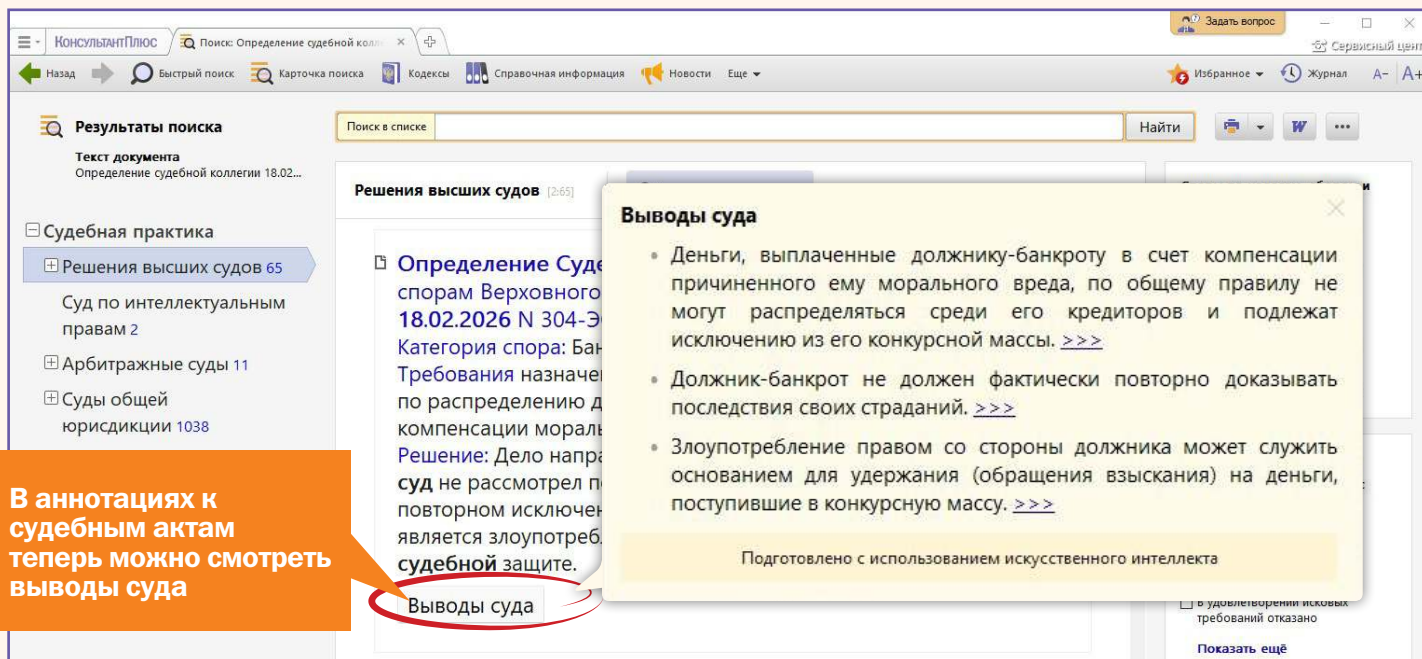 Задать вопрос
КонсультантПлюс
Поиск: Определение судебной колл
Сервисный цент
Назад
Быстрый поиск
Карточка поиска
Кодексы
Справочная информация
Новости
Еще
Избранное
Журнал
А-
А+
Результаты поиска
Текст документа
Определение судебной коллегии 18.02...
Поиск в списке
Найти
W
Судебная практика
Решения высших судов 65
Суд по интеллектуальным
правам 2
Арбитражные суды 11
Суды общей
юрисдикции 1038
Решения высших судов [2:65]
Определение Суде
спорам Верховного
18.02.2026 N 304-Э
Категория спора: Бан
Требования назначе
по распределению д
компенсации морал
Решение: Дело напра
суд не рассмотрел п
повторном исключен
является злоупотреб
судебной защите.
Выводы суда
Выводы суда
• Деньги, выплаченные должнику-банкроту в счет компенсации
причиненного ему морального вреда, по общему правилу не
могут распределяться среди его кредиторов и подлежат
исключению из его конкурсной массы. >>>
• Должник-банкрот не должен фактически повторно доказывать
последствия своих страданий. >>>
• Злоупотребление правом со стороны должника может служить
основанием для удержания (обращения взыскания) на деньги,
поступившие в конкурсную массу. >>>
Подготовлено с использованием искусственного интеллекта
В аннотациях к
судебным актам
теперь можно смотреть
выводы суда
в удовлетворении исковых
требований отказано
Показать ещё